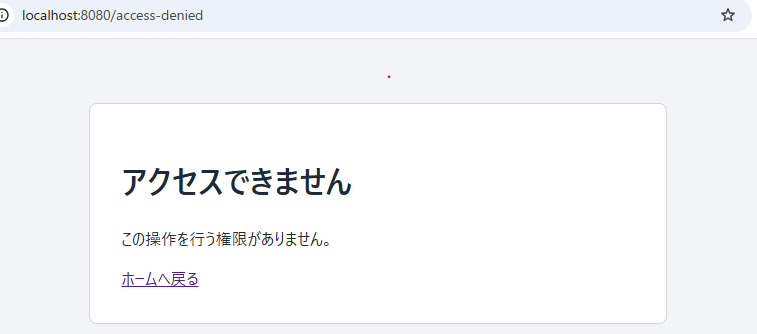 localhost:8080/access-denied
アクセスできません
この操作を行う権限がありません。
ホームへ戻る